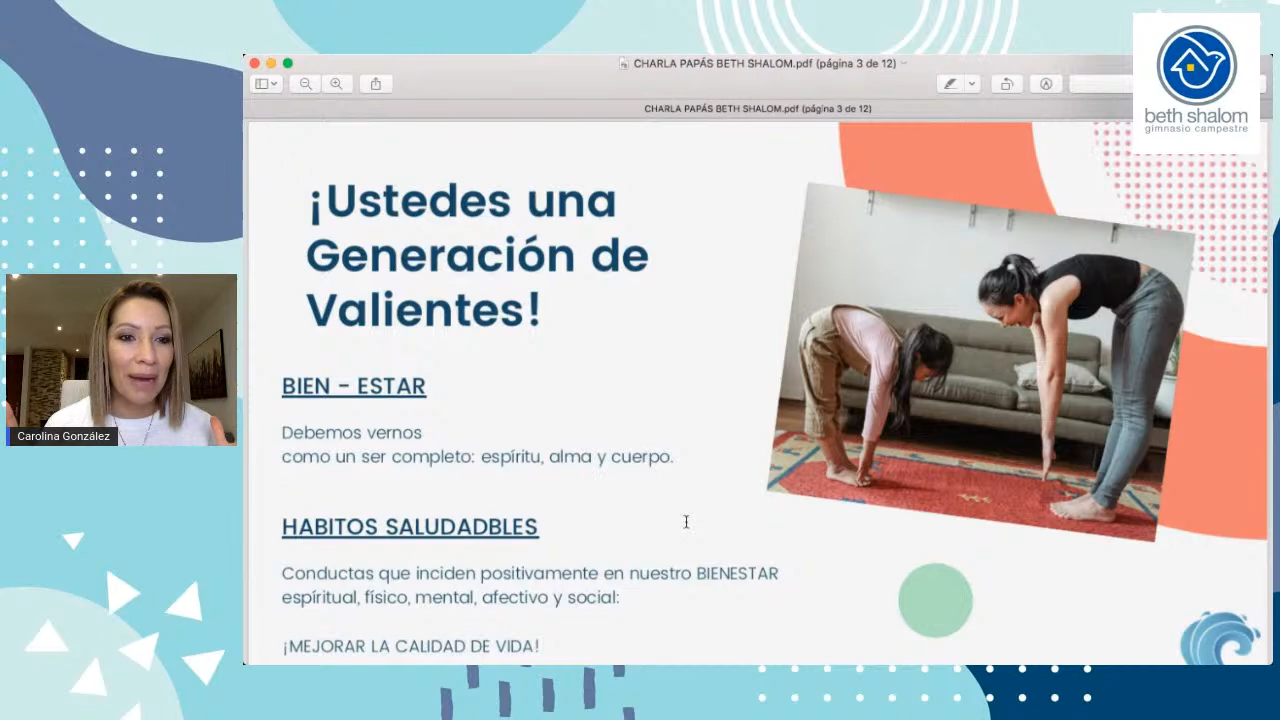 CHARLA PAPÁS BETH SHALOM.pdf (página 3 de 12)
CHARLA PAPÁS BETH SHALOM.pdf (página 3 de 12)
beth shalom
gimnasio campestre
¡Ustedes una
Generación de
Valientes!
BIEN - ESTAR
Debemos vernos
como un ser completo: espíritu, alma y cuerpo.
Carolina González
HABITOS SALUDADBLES
Conductas que inciden positivamente en nuestro BIENESTAR
espíritual, físico, mental, afectivo y social:
¡MEJORAR LA CALIDAD DE VIDA!